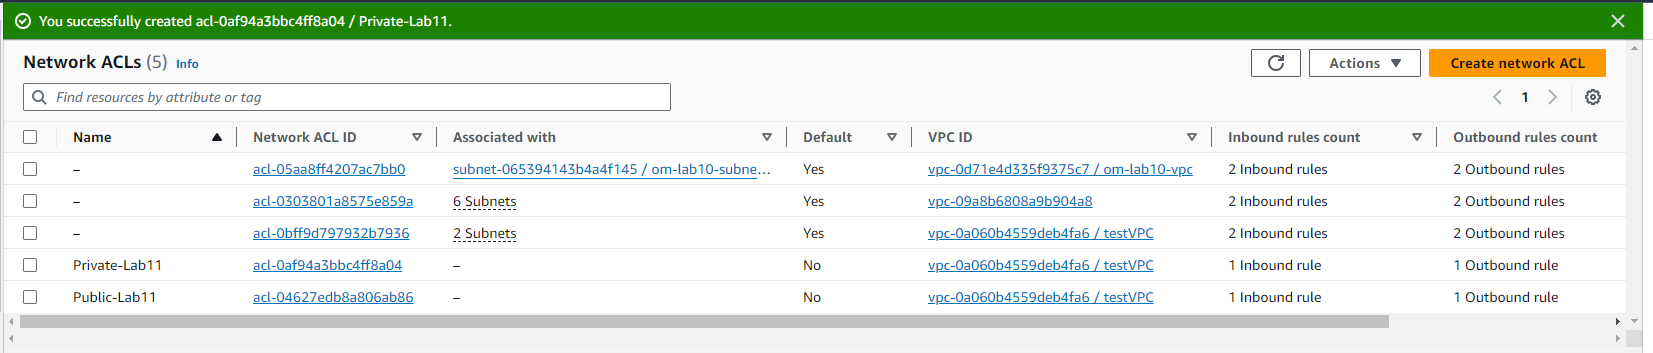 You successfully created acl-0af94a3bbc4ff8a04 / Private-Lab11.
Network ACLs (5) Info Actions Create network ACL
Find resources by attribute or tag 1
Name Network ACL ID Associated with Default VPC ID Inbound rules count Outbound rules count
– acl-05aa8ff4207ac7bb0 subnet-065394143b4a4f145 / om-lab10-subne... Yes vpc-0d71e4d335f9375c7 / om-lab10-vpc 2 Inbound rules 2 Outbound rules
– acl-0303801a8575e859a 6 Subnets Yes vpc-09a8b6808a9b904a8 2 Inbound rules 2 Outbound rules
– acl-0bff9d797932b7936 2 Subnets Yes vpc-0a060b4559deb4fa6 / testVPC 2 Inbound rules 2 Outbound rules
Private-Lab11 acl-0af94a3bbc4ff8a04 – No vpc-0a060b4559deb4fa6 / testVPC 1 Inbound rule 1 Outbound rule
Public-Lab11 acl-04627edb8a806ab86 – No vpc-0a060b4559deb4fa6 / testVPC 1 Inbound rule 1 Outbound rule